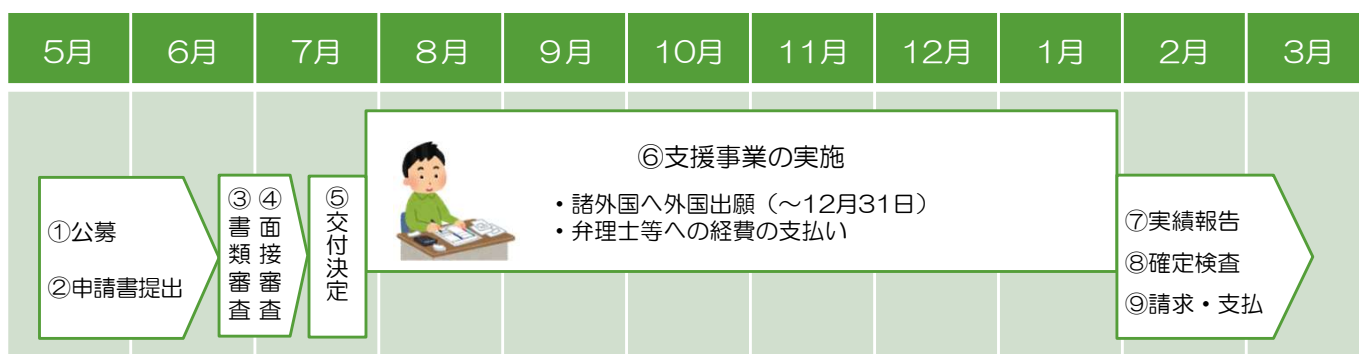 5月 6月 7月 8月 9月 10月 11月 12月 1月 2月 3月
①公募
②申請書提出
③書類審査
④面接審査
⑤交付決定
⑥支援事業の実施
・諸外国へ外国出願（～12月31日）
・弁理士等への経費の支払い
⑦実績報告
⑧確定検査
⑨請求・支払